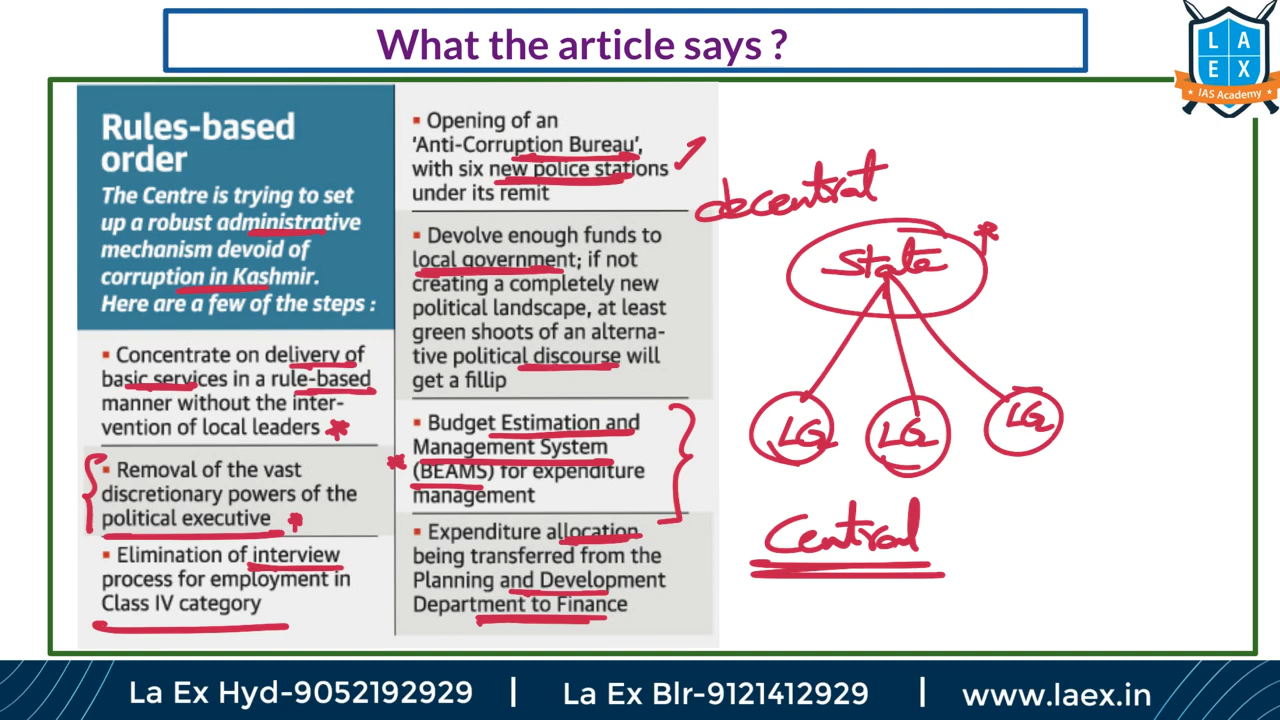 What the article says ?
L A
E X
IAS Academy
Rules-based
order
The Centre is trying to set
up a robust administrative
mechanism devoid of
corruption in Kashmir.
Here are a few of the steps :
▪ Concentrate on delivery of
basic services in a rule-based
manner without the inter-
vention of local leaders
▪ Removal of the vast
discretionary powers of the
political executive
▪ Elimination of interview
process for employment in
Class IV category
▪ Opening of an
‘Anti-Corruption Bureau’,
with six new police stations
under its remit
▪ Devolve enough funds to
local government; if not
creating a completely new
political landscape, at least
green shoots of an alterna-
tive political discourse will
get a fillip
▪ Budget Estimation and
Management System
(BEAMS) for expenditure
management
▪ Expenditure allocation
being transferred from the
Planning and Development
Department to Finance
decentral
State
LG LG LG
Central
La Ex Hyd-9052192929 | La Ex Blr-9121412929 | www.laex.in